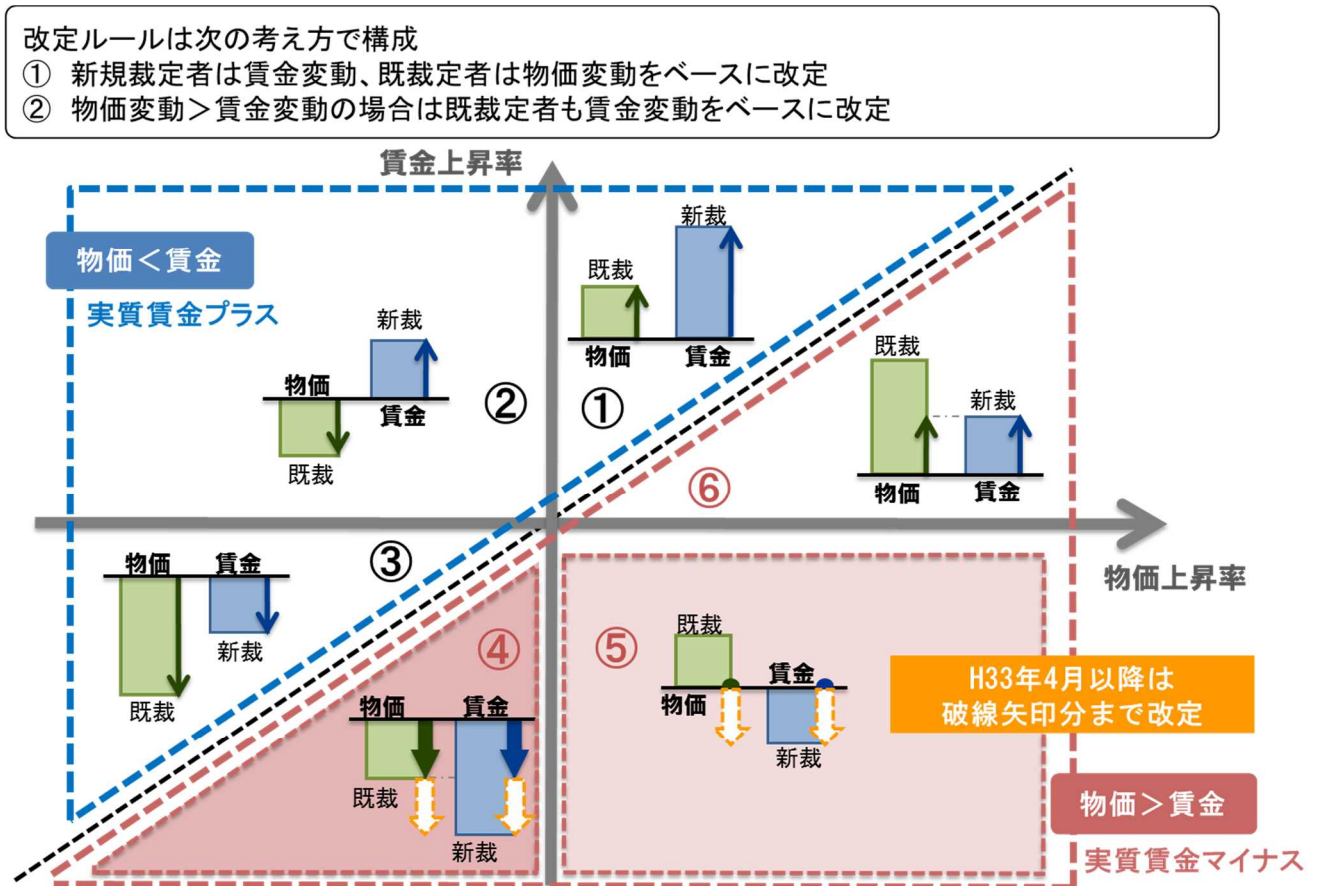 改定ルールは次の考え方で構成
① 新規裁定者は賃金変動、既裁定者は物価変動をベースに改定
② 物価変動＞賃金変動の場合は既裁定者も賃金変動をベースに改定
賃金上昇率
物価＜賃金
実質賃金プラス
新裁
既裁
物価
賃金
①
新裁
物価
賃金
既裁
②
既裁
新裁
物価
賃金
⑥
物価上昇率
③
物価
賃金
新裁
既裁
④
物価
賃金
既裁
新裁
⑤
既裁
物価
賃金
新裁
H33年4月以降は
破線矢印分まで改定
物価＞賃金
実質賃金マイナス